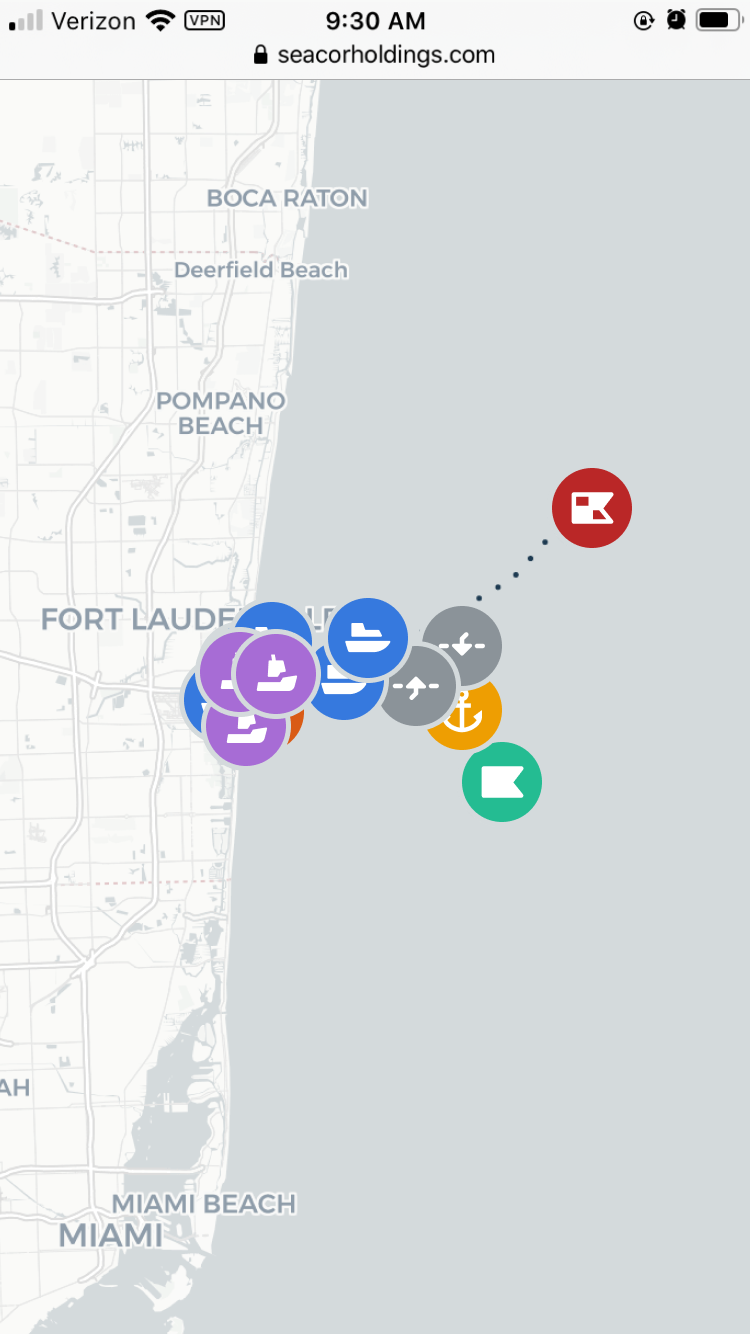 Verizon VPN 9:30 AM
seacorholdings.com
BOCA RATON
Deerfield Beach
POMPANO
BEACH
FORT LAUDE
AH
MIAMI BEACH
MIAMI